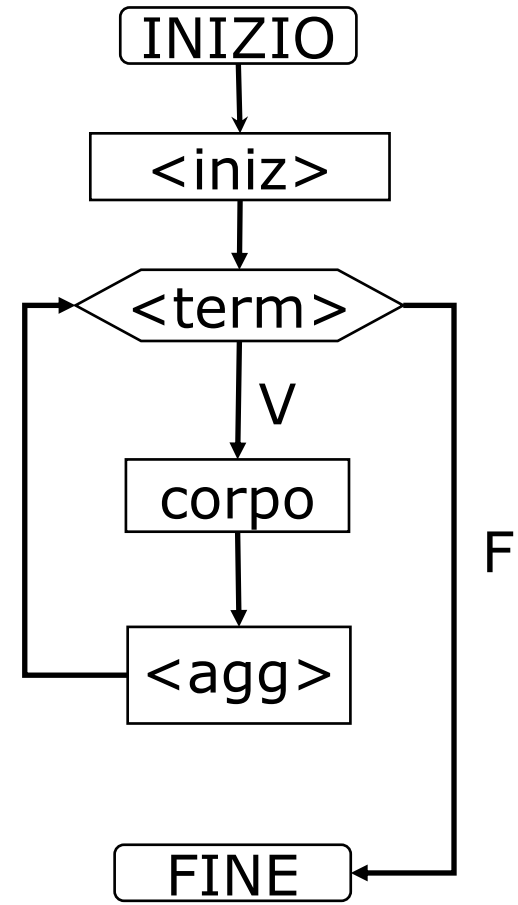 INIZIO
<iniz>
<term>
V
corpo
F
<agg>
FINE